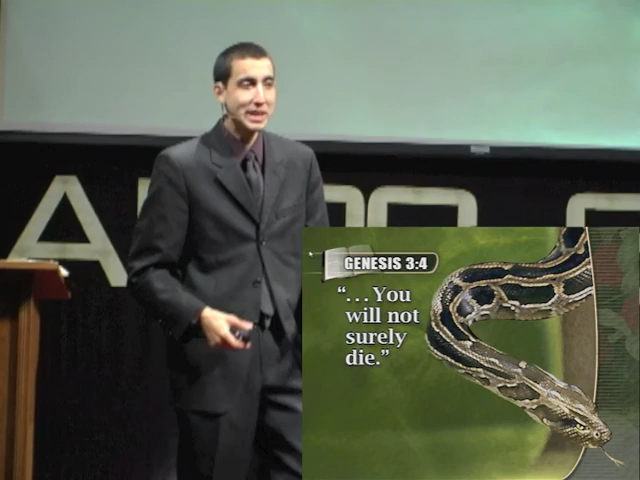 GENESIS 3:4
“...You
will not
surely
die.”